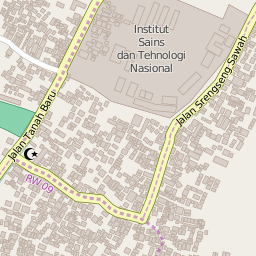 Institut
Sains
dan Tehnologi
Nasional
Jalan Srengseng Sawah
Jalan Tanah Baru
RW 09